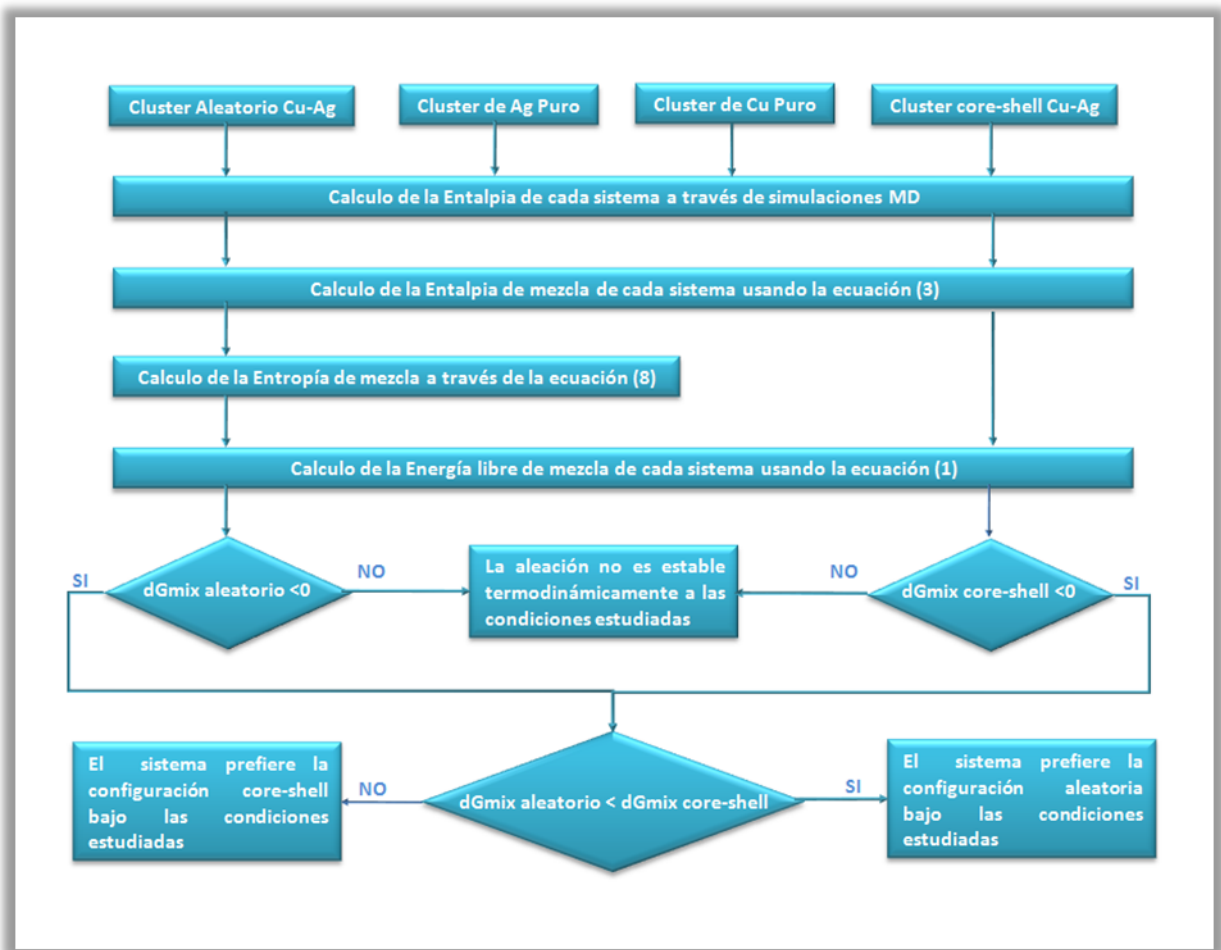 Cluster Aleatorio Cu-Ag
Cluster de Ag Puro
Cluster de Cu Puro
Cluster core-shell Cu-Ag
Calculo de la Entalpia de cada sistema a través de simulaciones MD
Calculo de la Entalpia de mezcla de cada sistema usando la ecuación (3)
Calculo de la Entropía de mezcla a través de la ecuación (8)
Calculo de la Energía libre de mezcla de cada sistema usando la ecuación (1)
SI
dGmix aleatorio <0
NO
La aleación no es estable
termodinámicamente a las
condiciones estudiadas
NO
dGmix core-shell <0
SI
El sistema prefiere la
configuración core-shell
bajo las condiciones
estudiadas
NO
dGmix aleatorio < dGmix core-shell
SI
El sistema prefiere la
configuración aleatoria
bajo las condiciones
estudiadas